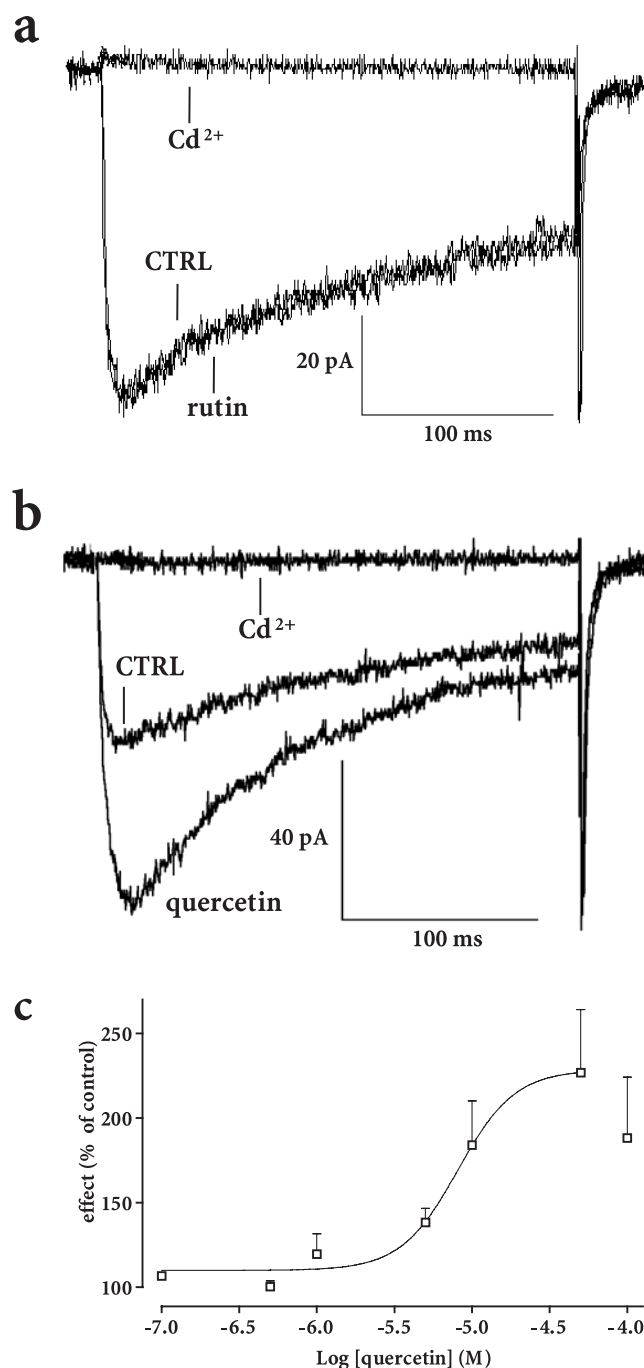 a
Cd2+
CTRL
20 pA
rutin
100 ms
b
Cd2+
CTRL
40 pA
quercetin
100 ms
c
effect (% of control)
250
200
150
100
-7.0 -6.5 -6.0 -5.5 -5.0 -4.5 -4.0
Log [quercetin] (M)